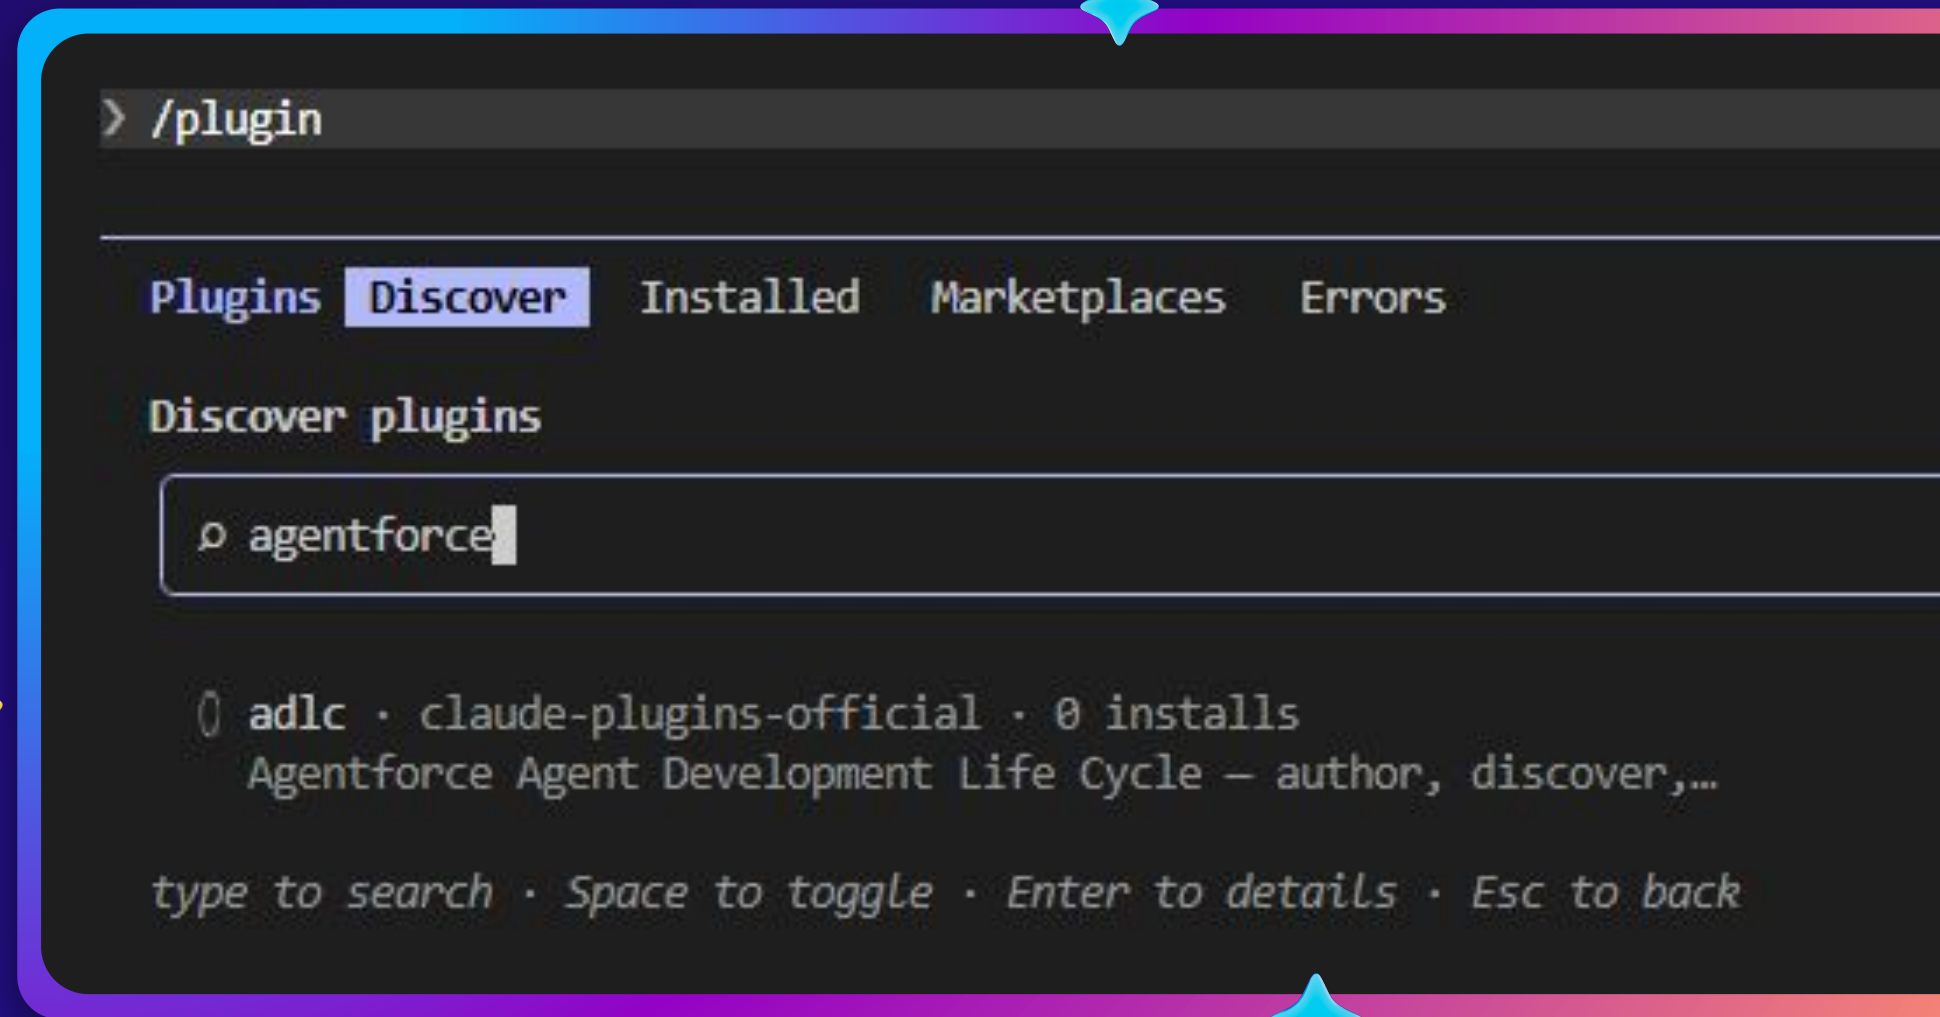 ❯ /plugin
Plugins Discover Installed Marketplaces Errors
Discover plugins
⌕ agentforce
adlc · claude-plugins-official · 0 installs
Agentforce Agent Development Life Cycle — author, discover,…
type to search · Space to toggle · Enter to details · Esc to back